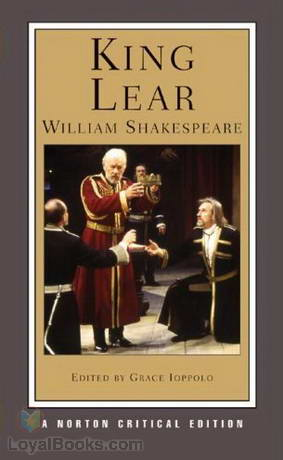 KING
LEAR
WILLIAM SHAKESPEARE
EDITED BY GRACE IOPPOLO
A NORTON CRITICAL EDITION
LoyalBooks.com